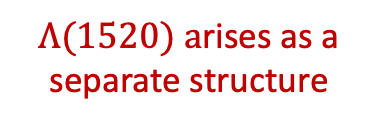 Λ(1520) arises as a
separate structure